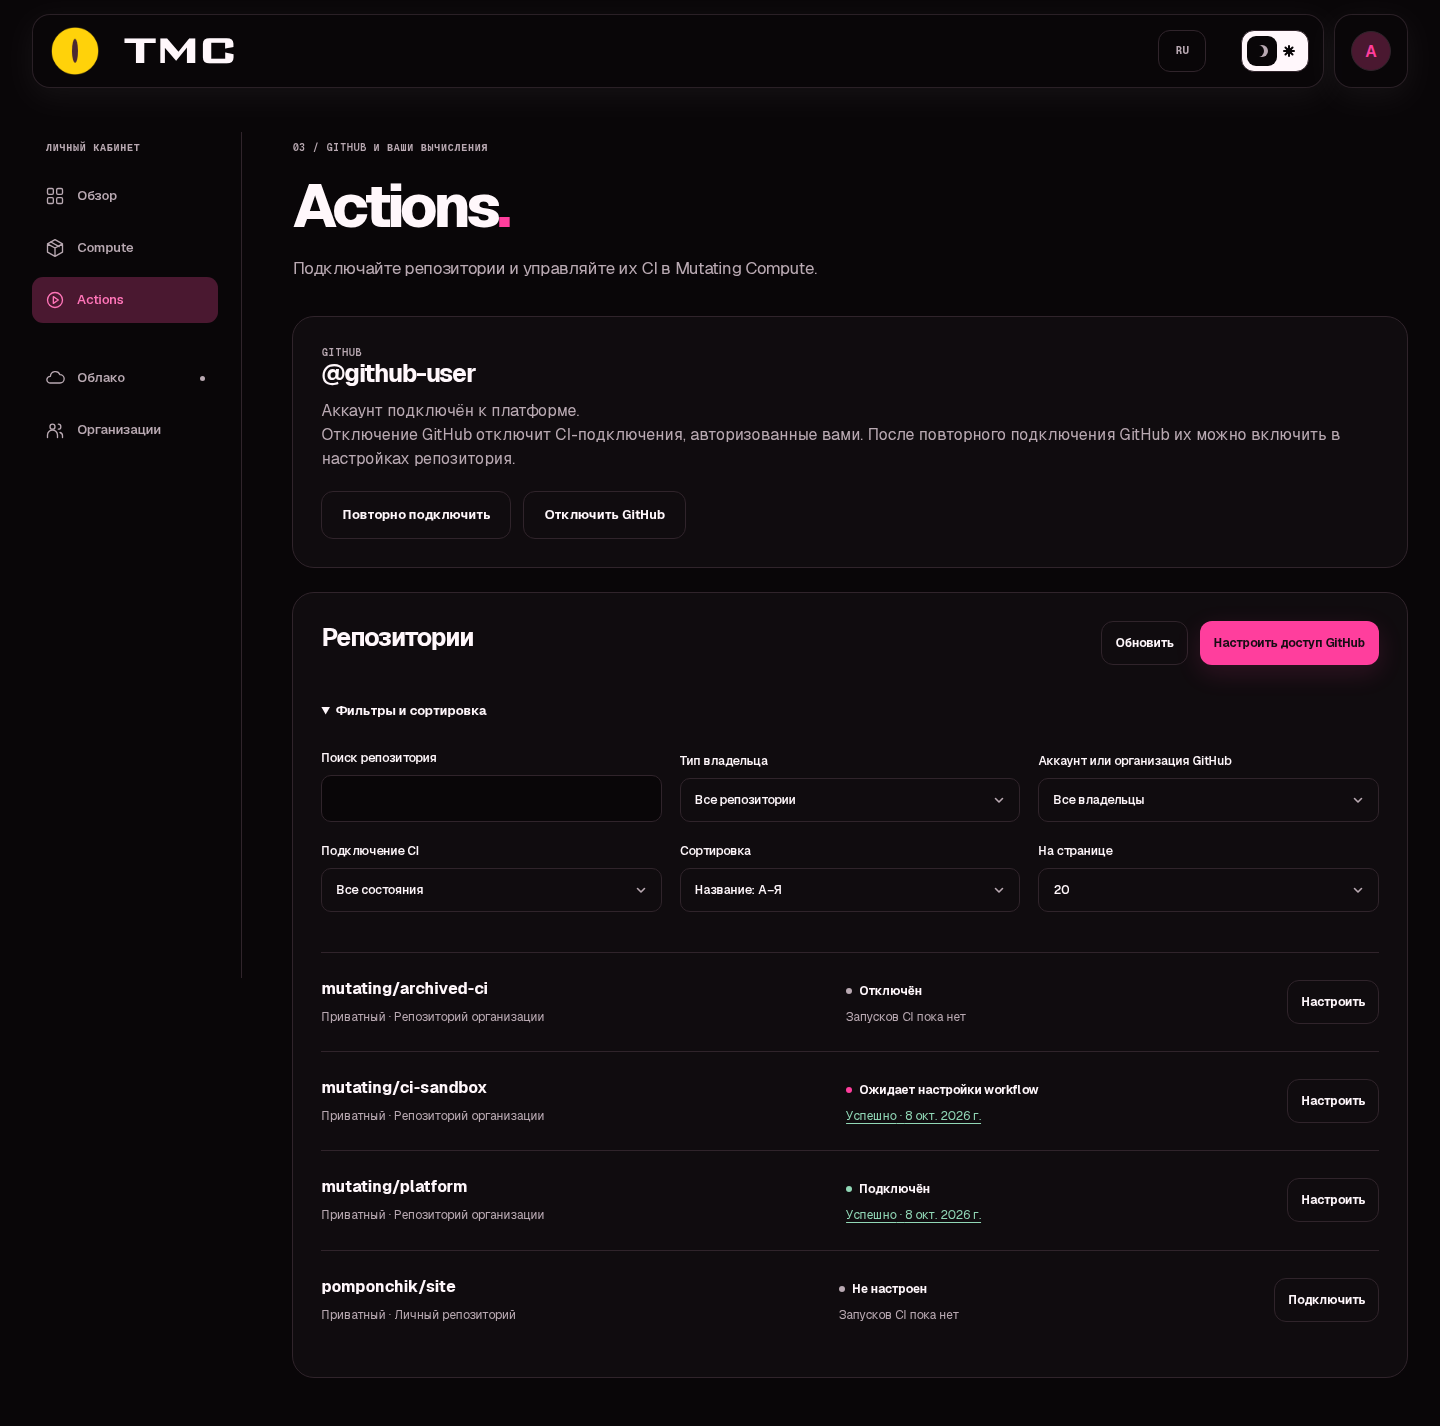 TMC
RU
A
ЛИЧНЫЙ КАБИНЕТ
Обзор
Compute
Actions
Облако
Организации
03 / GITHUB И ВАШИ ВЫЧИСЛЕНИЯ
Actions.
Подключайте репозитории и управляйте их CI в Mutating Compute.
GITHUB
@github-user
Аккаунт подключён к платформе.
Отключение GitHub отключит CI-подключения, авторизованные вами. После повторного подключения GitHub их можно включить в
настройках репозитория.
Повторно подключить
Отключить GitHub
Репозитории
Обновить
Настроить доступ GitHub
Фильтры и сортировка
Поиск репозитория
Тип владельца
Аккаунт или организация GitHub
Все репозитории
Все владельцы
Подключение CI
Сортировка
На странице
Все состояния
Название: А–Я
20
mutating/archived-ci
Приватный · Репозиторий организации
Отключён
Запусков CI пока нет
Настроить
mutating/ci-sandbox
Приватный · Репозиторий организации
Ожидает настройки workflow
Успешно · 8 окт. 2026 г.
Настроить
mutating/platform
Приватный · Репозиторий организации
Подключён
Успешно · 8 окт. 2026 г.
Настроить
pomponchik/site
Приватный · Личный репозиторий
Не настроен
Запусков CI пока нет
Подключить